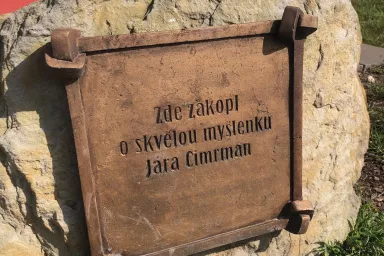 Zde zakopl
o skvělou myšlenku
Jára Cimrman